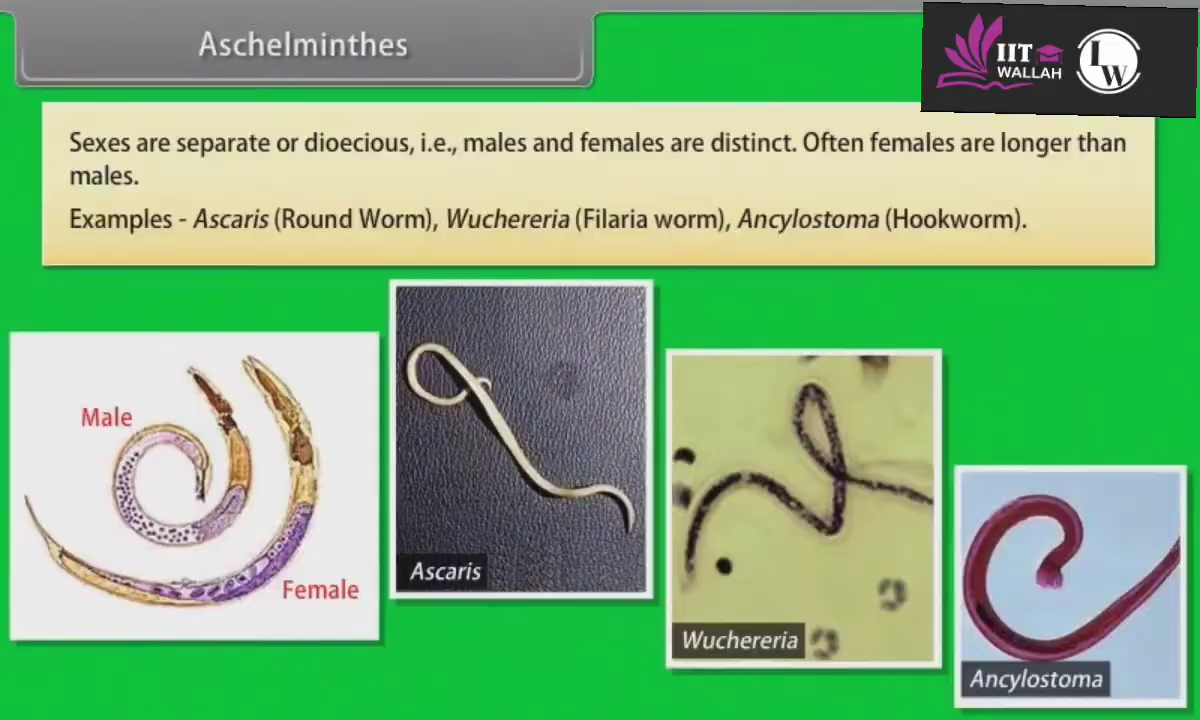 Aschelminthes
IIT
WALLAH
LW
Sexes are separate or dioecious, i.e., males and females are distinct. Often females are longer than
males.
Examples - Ascaris (Round Worm), Wuchereria (Filaria worm), Ancylostoma (Hookworm).
Male
Female
Ascaris
Wuchereria
Ancylostoma